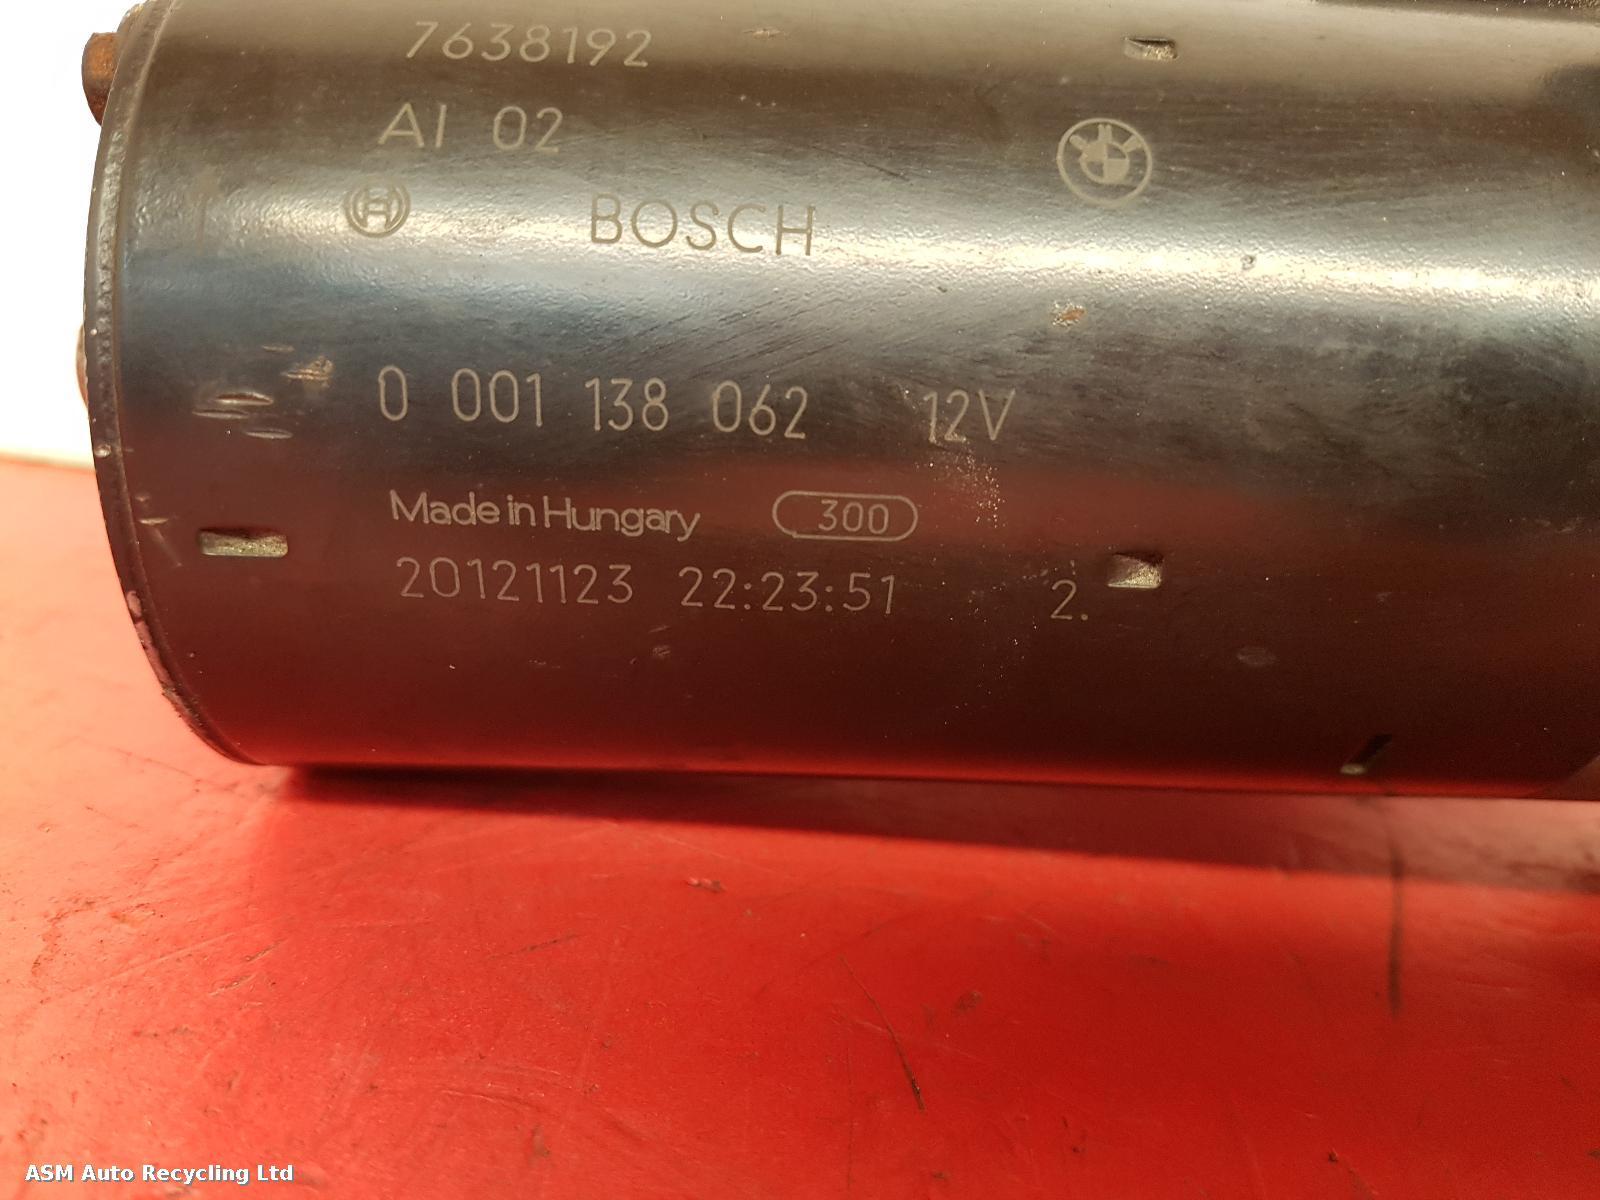 7638192
AI 02
BOSCH
0 001 138 062 12V
Made in Hungary 300
20121123 22:23:51 2.
ASM Auto Recycling Ltd